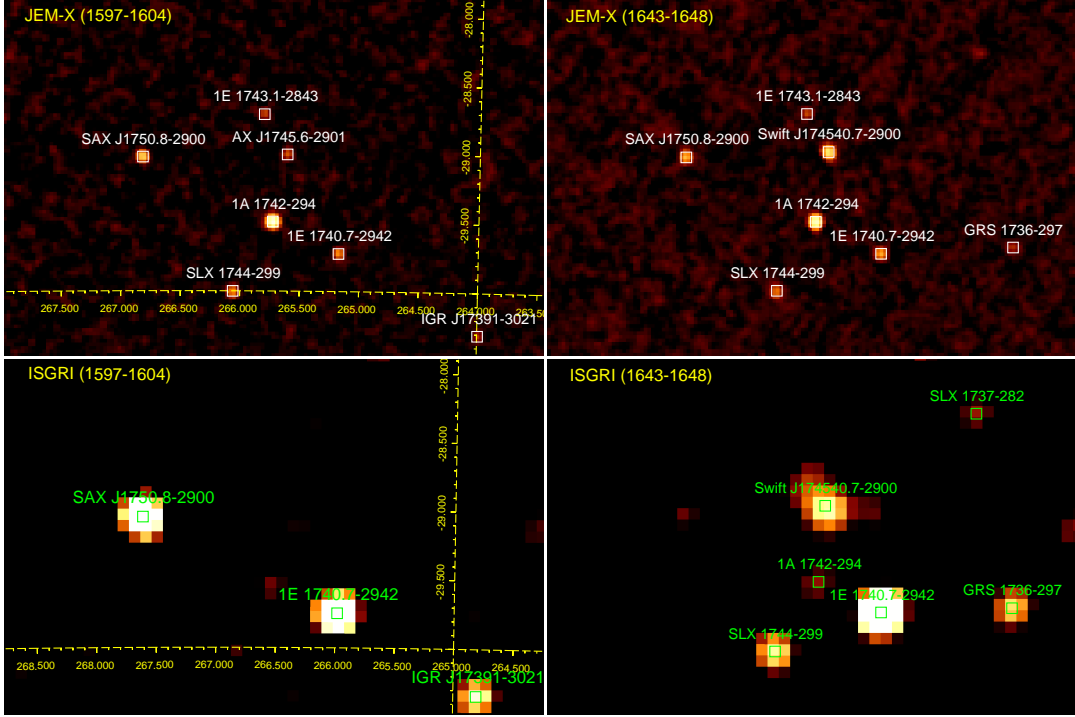 JEM-X (1597-1604)
-28.000
-28.500
1E 1743.1-2843
SAX J1750.8-2900
AX J1745.6-2901
-29.000
1A 1742-294
-29.500
1E 1740.7-2942
SLX 1744-299
267.500 267.000 266.500 266.000 265.500 265.000 264.500 264.000 263.50
IGR J17391-3021
JEM-X (1643-1648)
1E 1743.1-2843
SAX J1750.8-2900
Swift J174540.7-2900
1A 1742-294
1E 1740.7-2942
GRS 1736-297
SLX 1744-299
ISGRI (1597-1604)
-28.000
-28.500
SAX J1750.8-2900
-29.000
-29.500
1E 1740.7-2942
268.500 268.000 267.500 267.000 266.500 266.000 265.500 265.000 264.500
IGR J17391-3021
ISGRI (1643-1648)
SLX 1737-282
Swift J174540.7-2900
1A 1742-294
1E 1740.7-2942
GRS 1736-297
SLX 1744-299